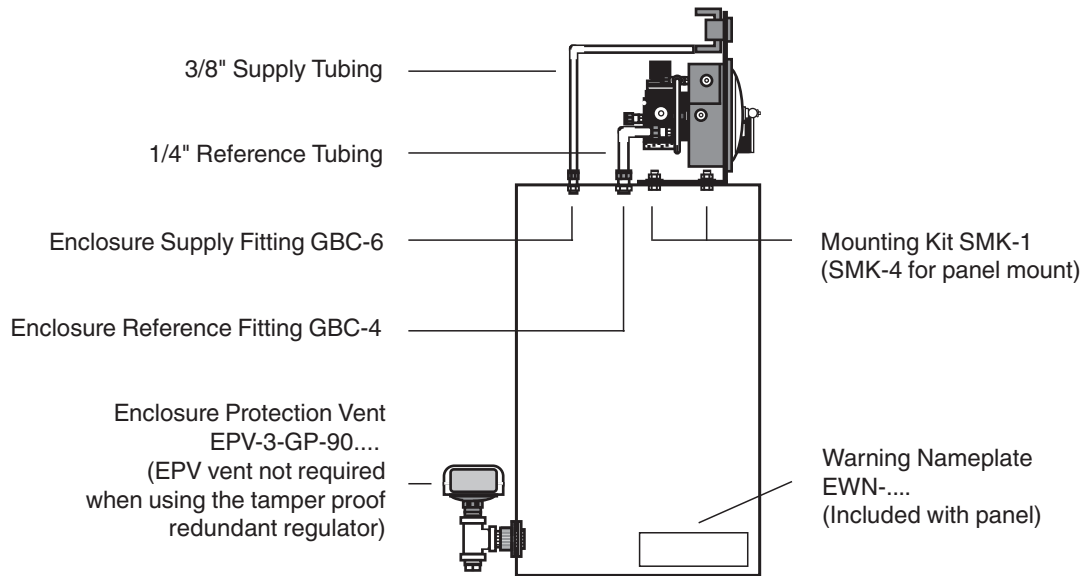 3/8" Supply Tubing
1/4" Reference Tubing
Enclosure Supply Fitting GBC-6
Enclosure Reference Fitting GBC-4
Enclosure Protection Vent
EPV-3-GP-90....
(EPV vent not required
when using the tamper proof
redundant regulator)
Mounting Kit SMK-1
(SMK-4 for panel mount)
Warning Nameplate
EWN-....
(Included with panel)